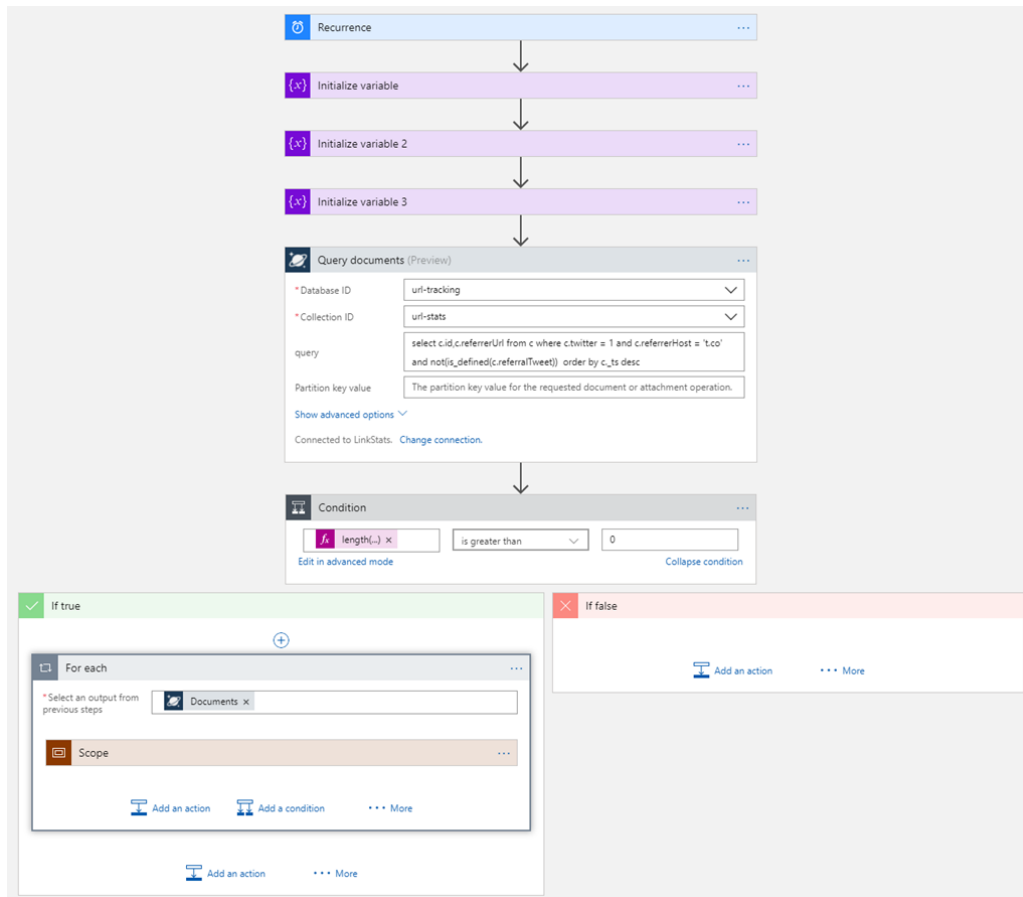 Recurrence
{x} Initialize variable
{x} Initialize variable 2
{x} Initialize variable 3
Query documents (Preview)
*Database ID
url-tracking
*Collection ID
url-stats
query
select c.id,c.referrerUrl from c where c.twitter = 1 and c.referrerHost = 't.co'
and not(is_defined(c.referralTweet)) order by c._ts desc
Partition key value
The partition key value for the requested document or attachment operation.
Show advanced options
Connected to LinkStats. Change connection.
Condition
fx length(...) ×
is greater than
0
Edit in advanced mode
Collapse condition
If true
If false
For each
Add an action
... More
*Select an output from
previous steps
Documents ×
Scope
Add an action
Add a condition
... More
Add an action
... More